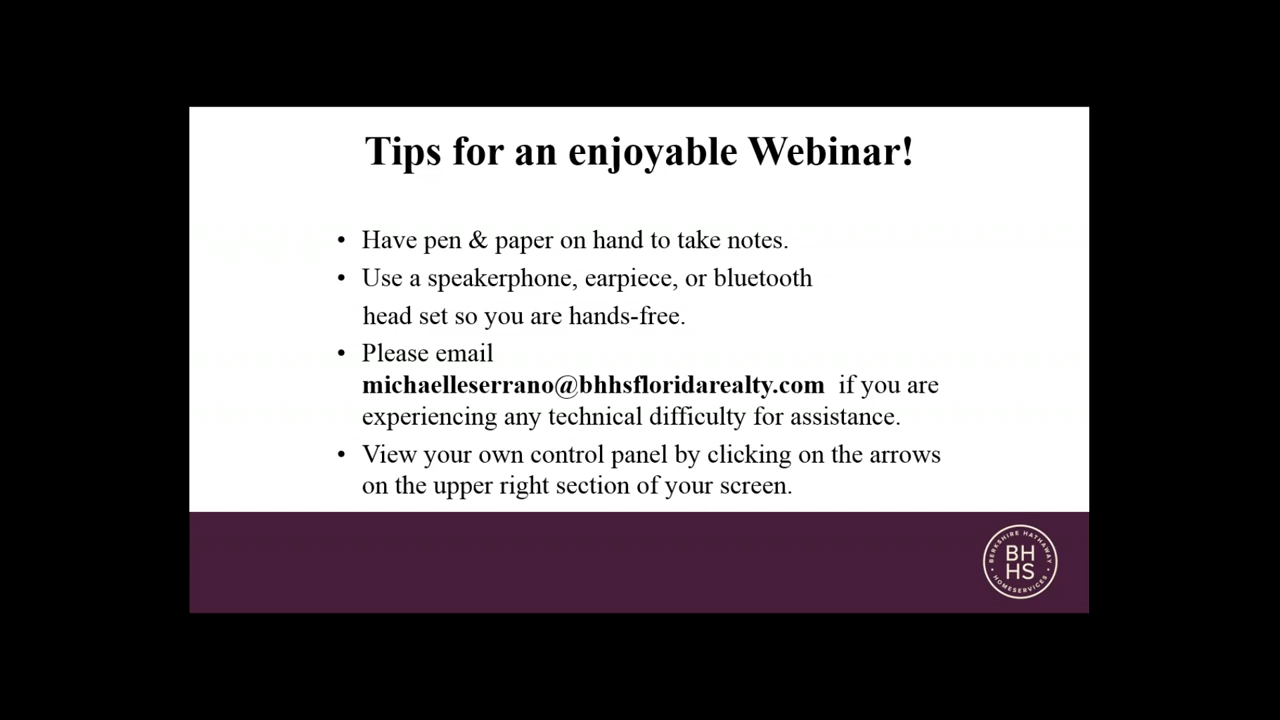 Tips for an enjoyable Webinar!
• Have pen & paper on hand to take notes.
• Use a speakerphone, earpiece, or bluetooth
head set so you are hands-free.
• Please email
michaelleserrano@bhhsfloridarealty.com if you are
experiencing any technical difficulty for assistance.
• View your own control panel by clicking on the arrows
on the upper right section of your screen.
BERKSHIRE HATHAWAY
BH
HS
HOMESERVICES